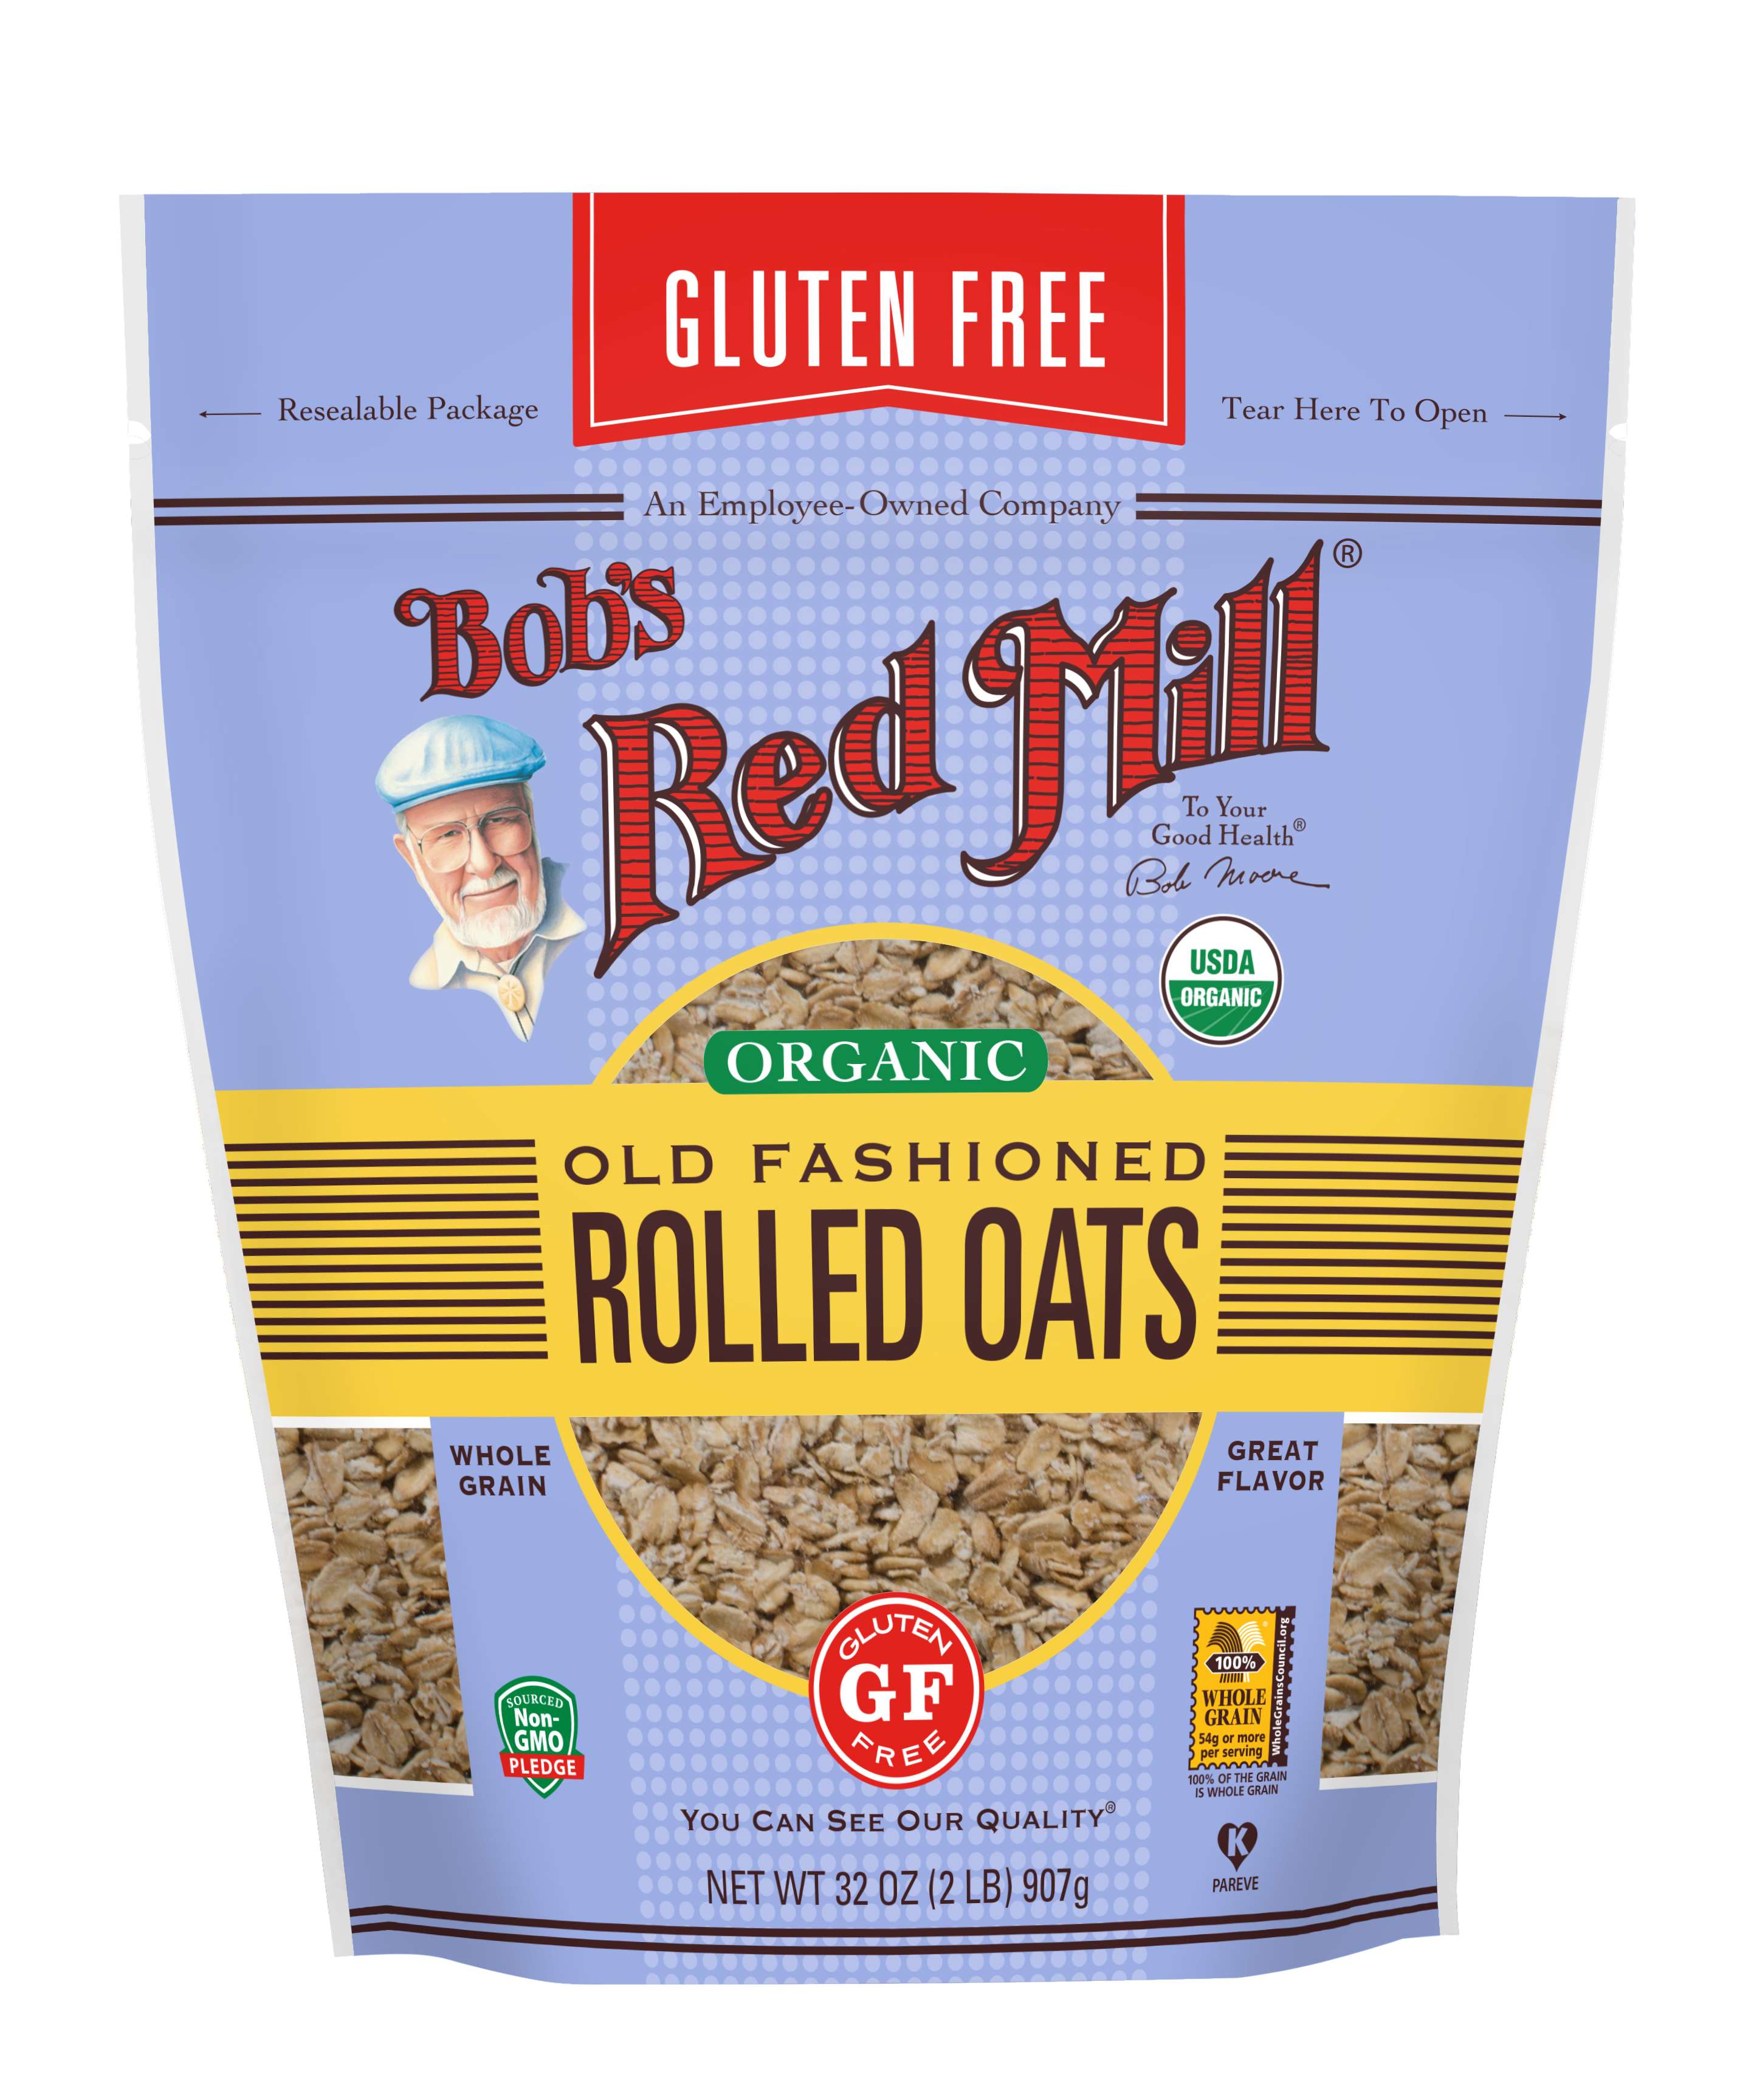 GLUTEN FREE
Resealable Package
Tear Here To Open
An Employee-Owned Company
Bob's
Red Mill®
To Your
Good Health®
Bob Moore
USDA
ORGANIC
ORGANIC
OLD FASHIONED
ROLLED OATS
WHOLE
GRAIN
GREAT
FLAVOR
GLUTEN
GF
FREE
SOURCED
Non-
GMO
PLEDGE
100%
WHOLE
GRAIN
54g or more
per serving
WholeGrainsCouncil.org
100% OF THE GRAIN
IS WHOLE GRAIN
YOU CAN SEE OUR QUALITY®
K
PAREVE
NET WT 32 OZ (2 LB) 907g